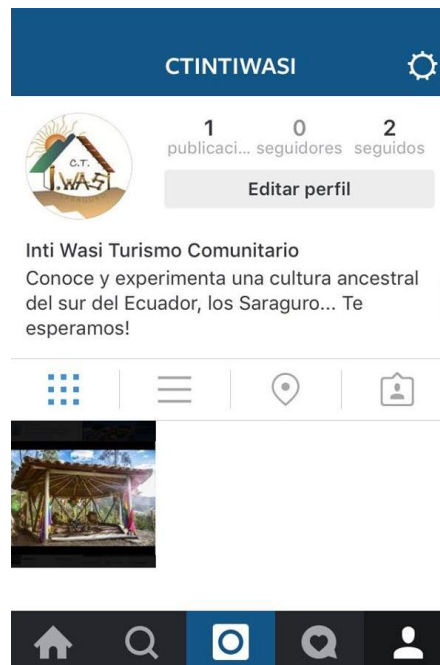 CTINTIWASI
C.T.
I.WASI
1
0
2
publicaci...
seguidores
seguidos
Editar perfil
Inti Wasi Turismo Comunitario
Conoce y experimenta una cultura ancestral
del sur del Ecuador, los Saraguro... Te
esperamos!